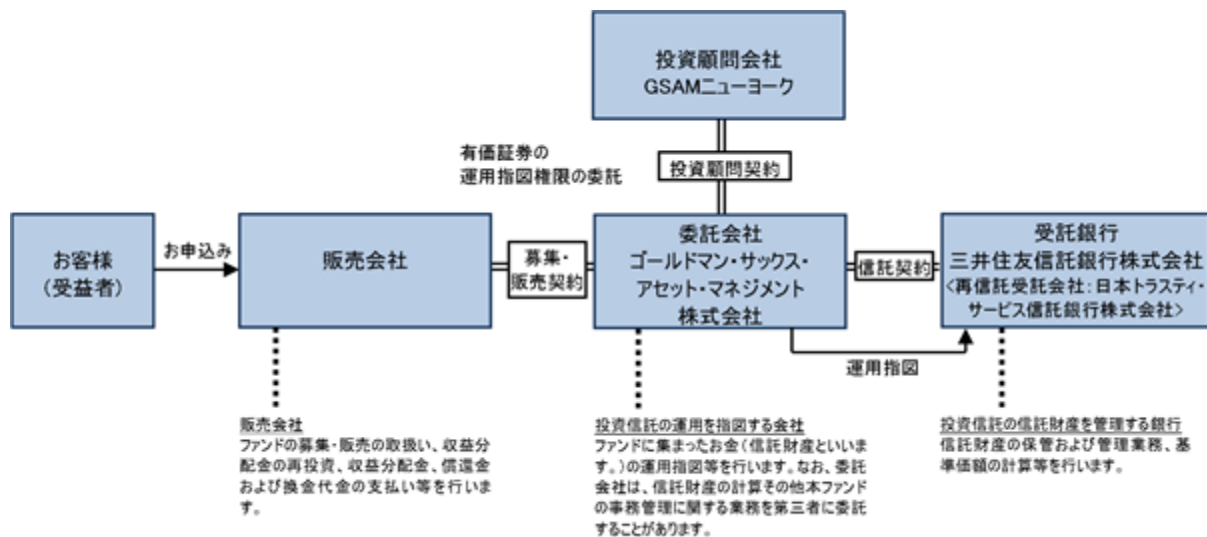 投資顧問会社
GSAMニューヨーク
有価証券の
運用指図権限の委託
投資顧問契約
お客様
(受益者)
お申込み
販売会社
募集・
販売契約
委託会社
ゴールドマン・サックス・
アセット・マネジメント
株式会社
信託契約
受託銀行
三井住友信託銀行株式会社
<再信託受託会社:日本トラスティ・
サービス信託銀行株式会社>
運用指図
販売会社
ファンドの募集・販売の取扱い、収益分
配金の再投資、収益分配金、償還金
および換金代金の支払い等を行いま
す。
投資信託の運用を指図する会社
ファンドに集まったお金(信託財産といいま
す。)の運用指図等を行います。なお、委託
会社は、信託財産の計算その他本ファンド
の事務管理に関する業務を第三者に委託
することがあります。
投資信託の信託財産を管理する銀行
信託財産の保管および管理業務、基
準価額の計算等を行います。